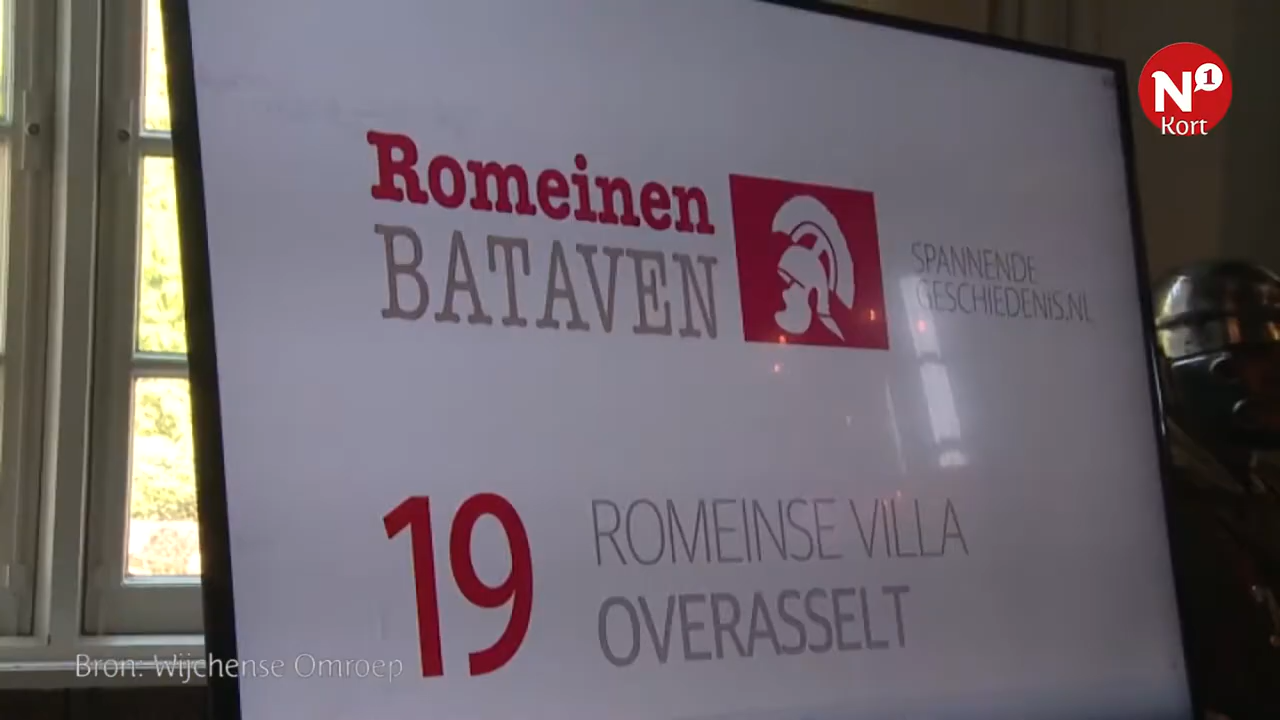 N1
Kort
Romeinen
BATAVEN
SPANNENDE
GESCHIEDENIS.NL
19
ROMEINSE VILLA
OVERASSELT
Bron: Wijchense Omroep